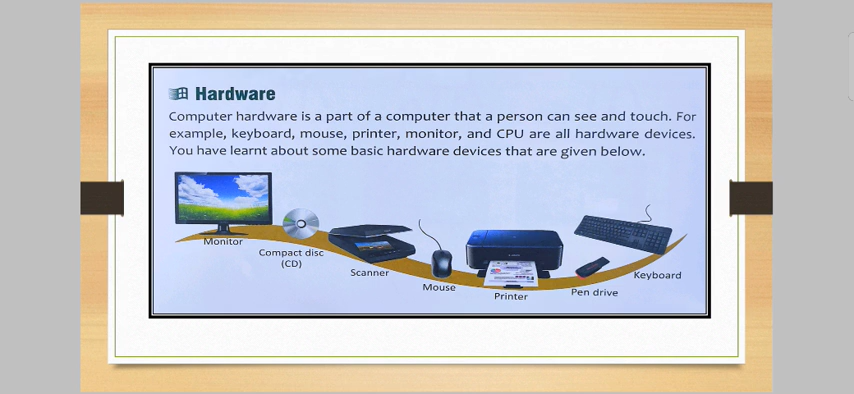 Hardware
Computer hardware is a part of a computer that a person can see and touch. For
example, keyboard, mouse, printer, monitor, and CPU are all hardware devices.
You have learnt about some basic hardware devices that are given below.
Monitor
Compact disc
(CD)
Scanner
Mouse
Printer
Pen drive
Keyboard